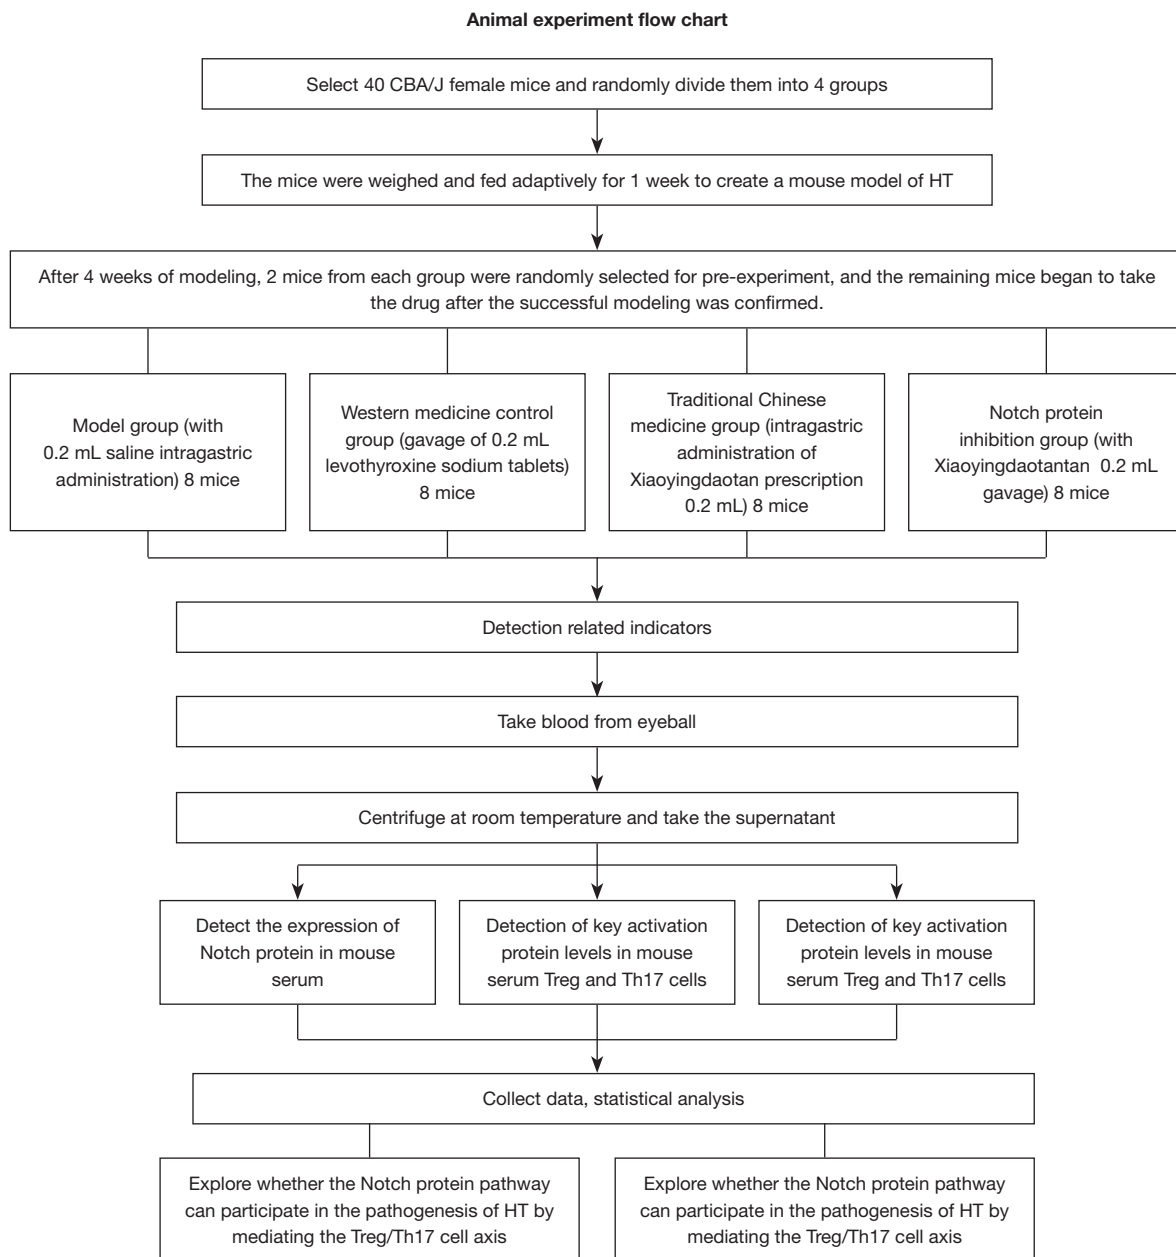 Animal experiment flow chart
Select 40 CBA/J female mice and randomly divide them into 4 groups
The mice were weighed and fed adaptively for 1 week to create a mouse model of HT
After 4 weeks of modeling, 2 mice from each group were randomly selected for pre-experiment, and the remaining mice began to take
the drug after the successful modeling was confirmed.
Model group (with
0.2 mL saline intragastric
administration) 8 mice
Western medicine control
group (gavage of 0.2 mL
levothyroxine sodium tablets)
8 mice
Traditional Chinese
medicine group (intragastric
administration of
Xiaoyingdaotan prescription
0.2 mL) 8 mice
Notch protein
inhibition group (with
Xiaoyingdaotantan 0.2 mL
gavage) 8 mice
Detection related indicators
Take blood from eyeball
Centrifuge at room temperature and take the supernatant
Detect the expression of
Notch protein in mouse
serum
Detection of key activation
protein levels in mouse
serum Treg and Th17 cells
Detection of key activation
protein levels in mouse
serum Treg and Th17 cells
Collect data, statistical analysis
Explore whether the Notch protein pathway
can participate in the pathogenesis of HT by
mediating the Treg/Th17 cell axis
Explore whether the Notch protein pathway
can participate in the pathogenesis of HT by
mediating the Treg/Th17 cell axis